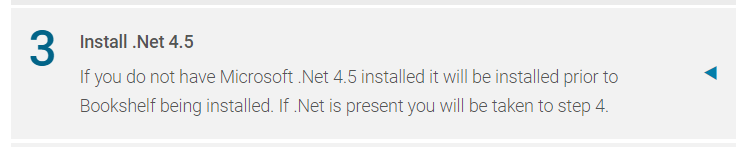 3
Install .Net 4.5
If you do not have Microsoft .Net 4.5 installed it will be installed prior to
Bookshelf being installed. If .Net is present you will be taken to step 4.